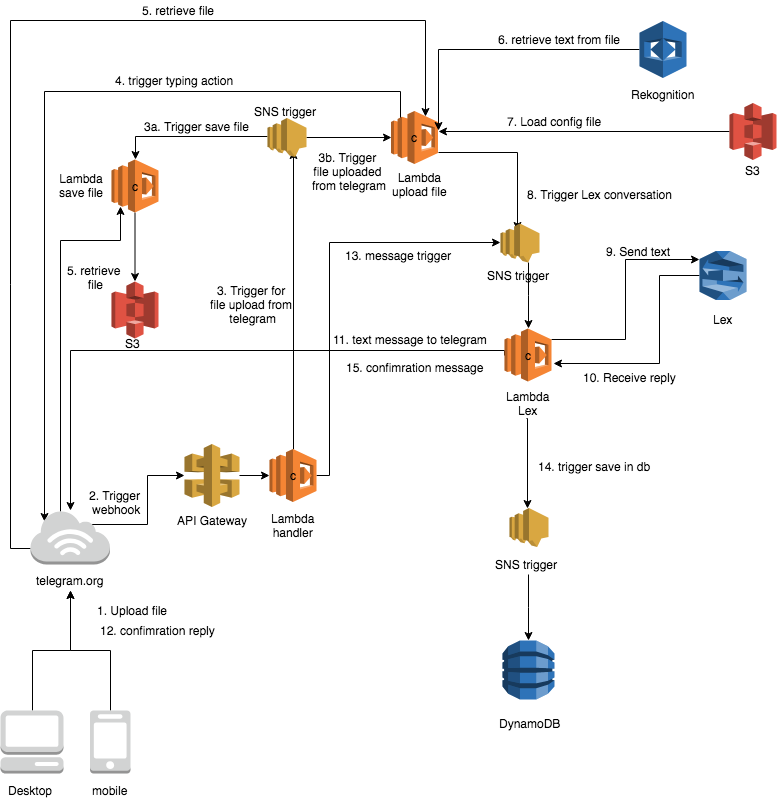 5. retrieve file
6. retrieve text from file
Rekognition
4. trigger typing action
SNS trigger
3a. Trigger save file
7. Load config file
S3
3b. Trigger
file uploaded
from telegram
Lambda
upload file
Lambda
save file
C
C
8. Trigger Lex conversation
13. message trigger
SNS trigger
9. Send text
Lex
5. retrieve
file
S3
3. Trigger for
file upload from
telegram
11. text message to telegram
15. confimration message
C
Lambda
Lex
10. Receive reply
14. trigger save in db
2. Trigger
webhook
API Gateway
C
Lambda
handler
SNS trigger
telegram.org
1. Upload file
12. confimration reply
DynamoDB
Desktop
mobile